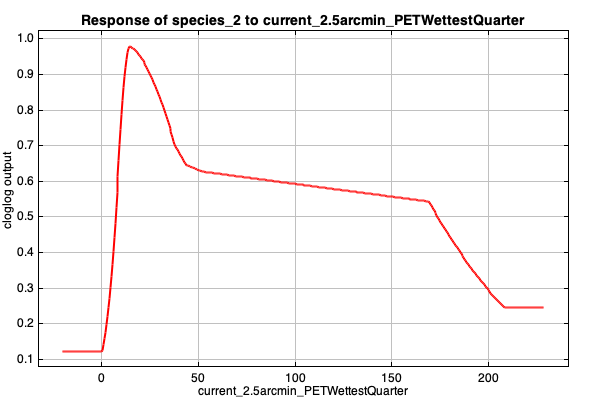 Response of species_2 to current_2.5arcmin_PETWettestQuarter
1.0
0.9
0.8
0.7
0.6
0.5
0.4
0.3
0.2
0.1
cloglog output
0 50 100 150 200
current_2.5arcmin_PETWettestQuarter